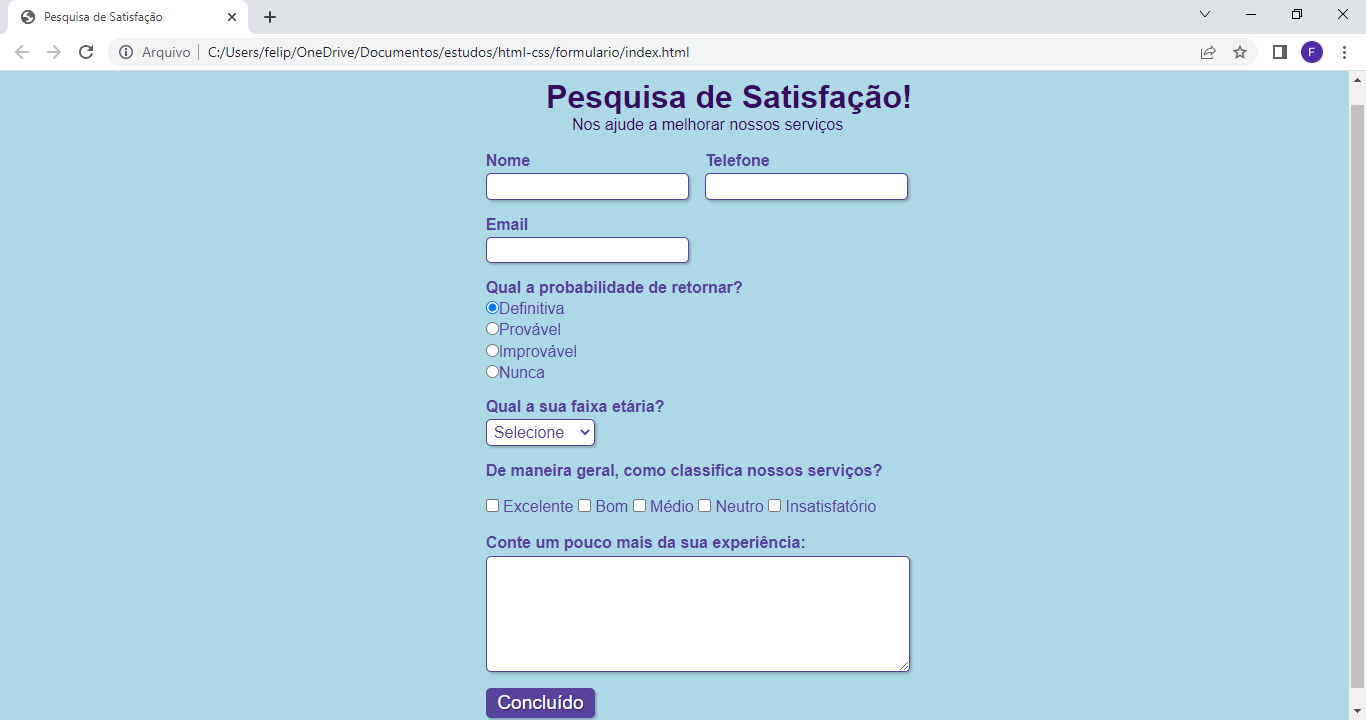 Pesquisa de Satisfação
Arquivo | C:/Users/felip/OneDrive/Documentos/estudos/html-css/formulario/index.html
F
Pesquisa de Satisfação!
Nos ajude a melhorar nossos serviços
Nome Telefone
Email
Qual a probabilidade de retornar?
Definitiva
Provável
Improvável
Nunca
Qual a sua faixa etária?
Selecione
De maneira geral, como classifica nossos serviços?
Excelente Bom Médio Neutro Insatisfatório
Conte um pouco mais da sua experiência:
Concluído